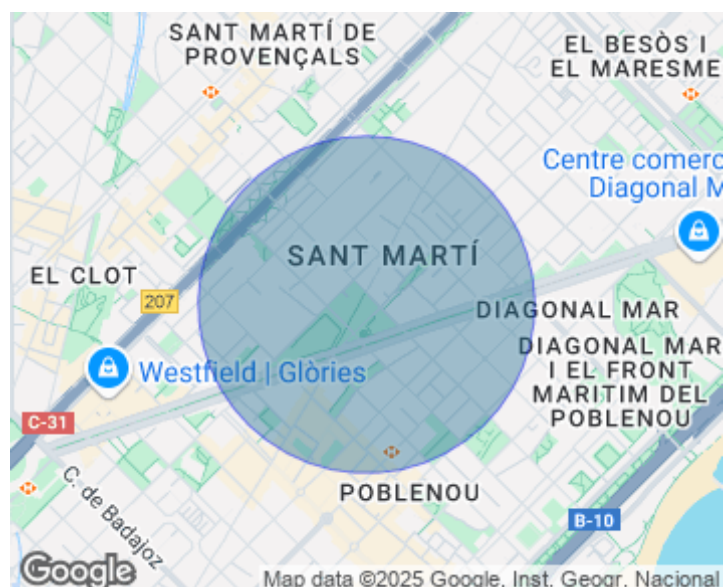 SANT MARTÍ DE
PROVENÇALS
EL BESÒS I
EL MARESME
Centre comerc
Diagonal M
SANT MARTÍ
EL CLOT
207
DIAGONAL MAR
DIAGONAL MAR
I EL FRONT
MARITIM DEL
POBLENOU
Westfield | Glòries
C-31
C. de Badajoz
POBLENOU
B-10
Google
Map data ©2025 Google, Inst. Geogr. Nacional